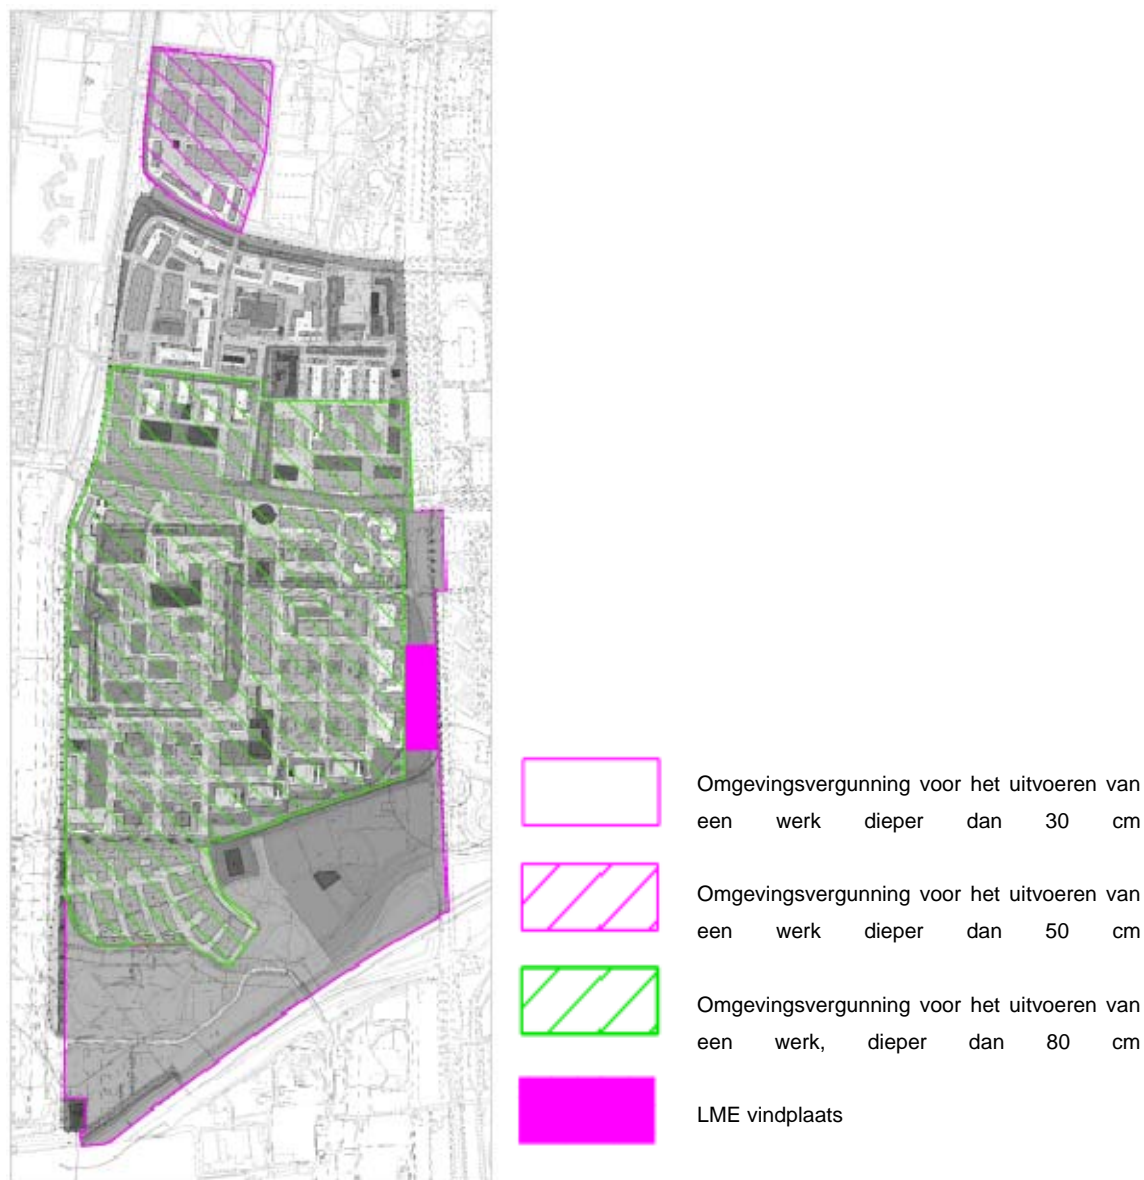 Omgevingsvergunning voor het uitvoeren van
een werk dieper dan 30 cm
Omgevingsvergunning voor het uitvoeren van
een werk dieper dan 50 cm
Omgevingsvergunning voor het uitvoeren van
een werk, dieper dan 80 cm
LME vindplaats